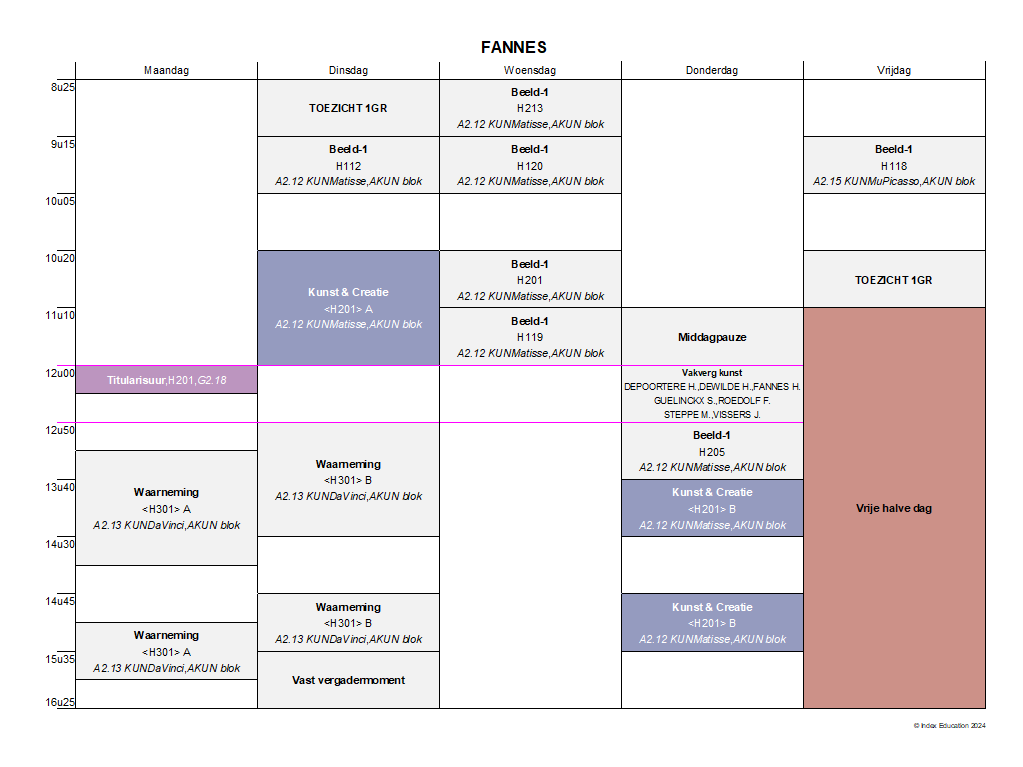 FANNES
Maandag
Dinsdag
Woensdag
Donderdag
Vrijdag
8u25
9u15
10u05
10u20
11u10
12u00
12u50
13u40
14u30
14u45
15u35
16u25
Titularisuur,H201,G2.18
Waarneming
<H301> A
A2.13 KUNDaVinci,AKUN blok
Waarneming
<H301> A
A2.13 KUNDaVinci,AKUN blok
TOEZICHT 1GR
Beeld-1
H112
A2.12 KUNMatisse,AKUN blok
Kunst & Creatie
<H201> A
A2.12 KUNMatisse,AKUN blok
Waarneming
<H301> B
A2.13 KUNDaVinci,AKUN blok
Waarneming
<H301> B
A2.13 KUNDaVinci,AKUN blok
Vast vergadermoment
Beeld-1
H213
A2.12 KUNMatisse,AKUN blok
Beeld-1
H120
A2.12 KUNMatisse,AKUN blok
Beeld-1
H201
A2.12 KUNMatisse,AKUN blok
Beeld-1
H119
A2.12 KUNMatisse,AKUN blok
Middagpauze
Vakverg kunst
DEPOORTERE H.,DEWILDE H.,FANNES H.
GUELINCKX S.,ROEDOLF F.
STEPPE M.,VISSERS J.
Beeld-1
H205
A2.12 KUNMatisse,AKUN blok
Kunst & Creatie
<H201> B
A2.12 KUNMatisse,AKUN blok
Kunst & Creatie
<H201> B
A2.12 KUNMatisse,AKUN blok
Beeld-1
H118
A2.15 KUNMuPicasso,AKUN blok
TOEZICHT 1GR
Vrije halve dag
© Index Education 2024